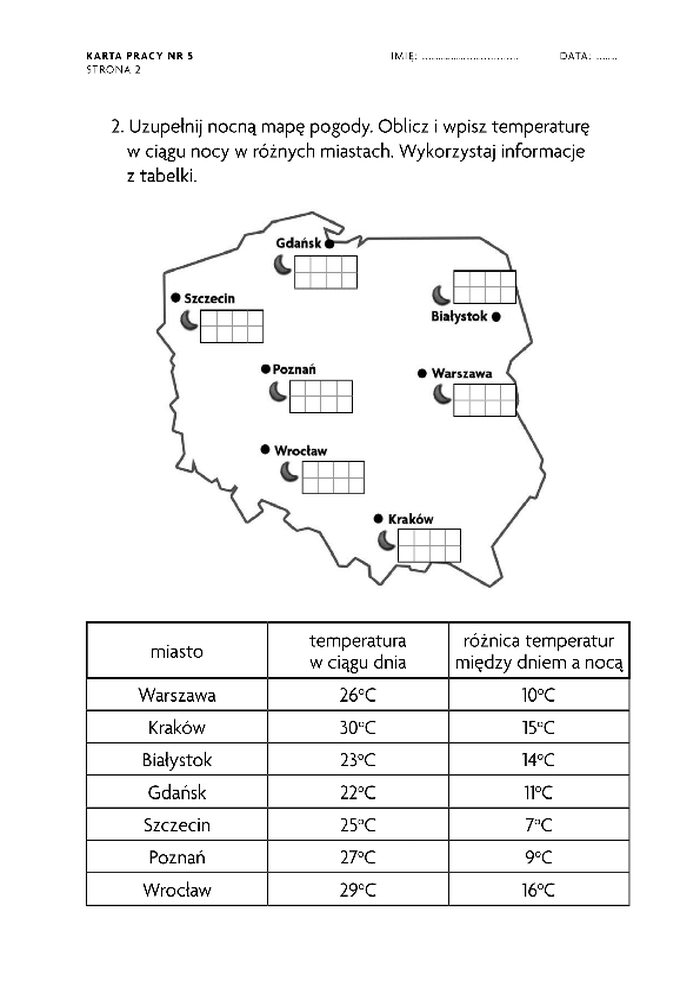 KARTA PRACY NR 5
IMIĘ: ................................
DATA: .......
STRONA 2
2. Uzupełnij nocną mapę pogody. Oblicz i wpisz temperaturę
w ciągu nocy w różnych miastach. Wykorzystaj informacje
z tabelki.
Gdańsk
Szczecin
Białystok
Poznań
Warszawa
Wrocław
Kraków
miasto
temperatura
w ciągu dnia
różnica temperatur
między dniem a nocą
Warszawa 26°C 10°C
Kraków 30°C 15°C
Białystok 23°C 14°C
Gdańsk 22°C 11°C
Szczecin 25°C 7°C
Poznań 27°C 9°C
Wrocław 29°C 16°C